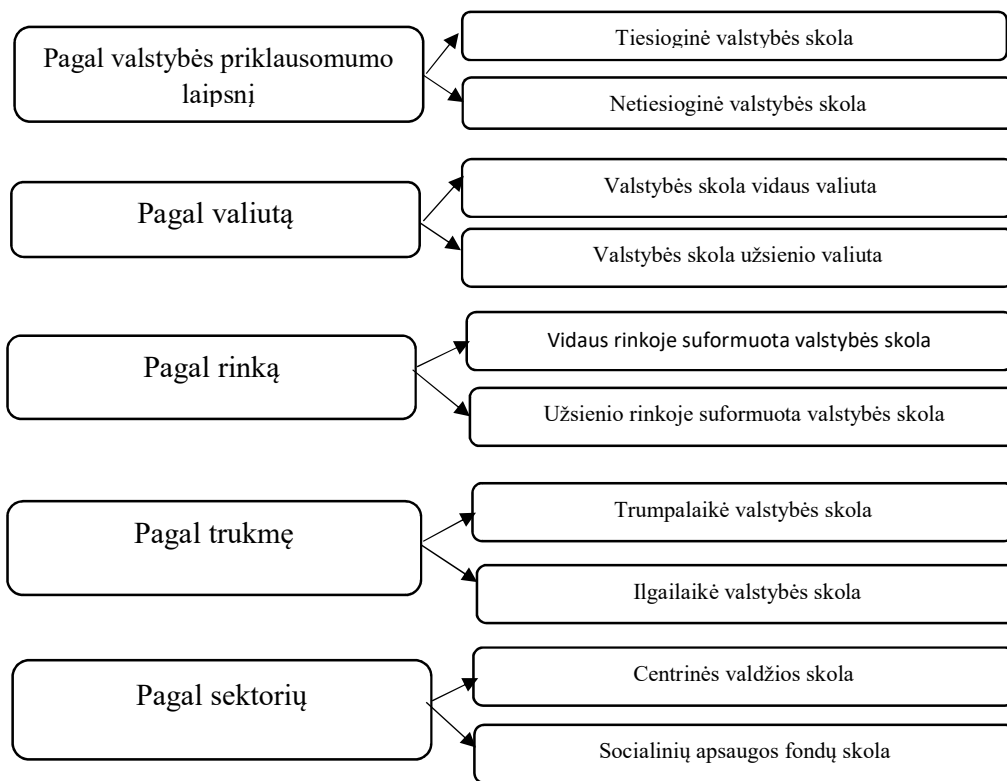 Pagal valstybės priklausomumo
laipsnį
Tiesioginė valstybės skola
Netiesioginė valstybės skola
Pagal valiutą
Valstybės skola vidaus valiuta
Valstybės skola užsienio valiuta
Pagal rinką
Vidaus rinkoje suformuota valstybės skola
Užsienio rinkoje suformuota valstybės skola
Pagal trukmę
Trumpalaikė valstybės skola
Ilgailaikė valstybės skola
Pagal sektorių
Centrinės valdžios skola
Socialinių apsaugos fondų skola